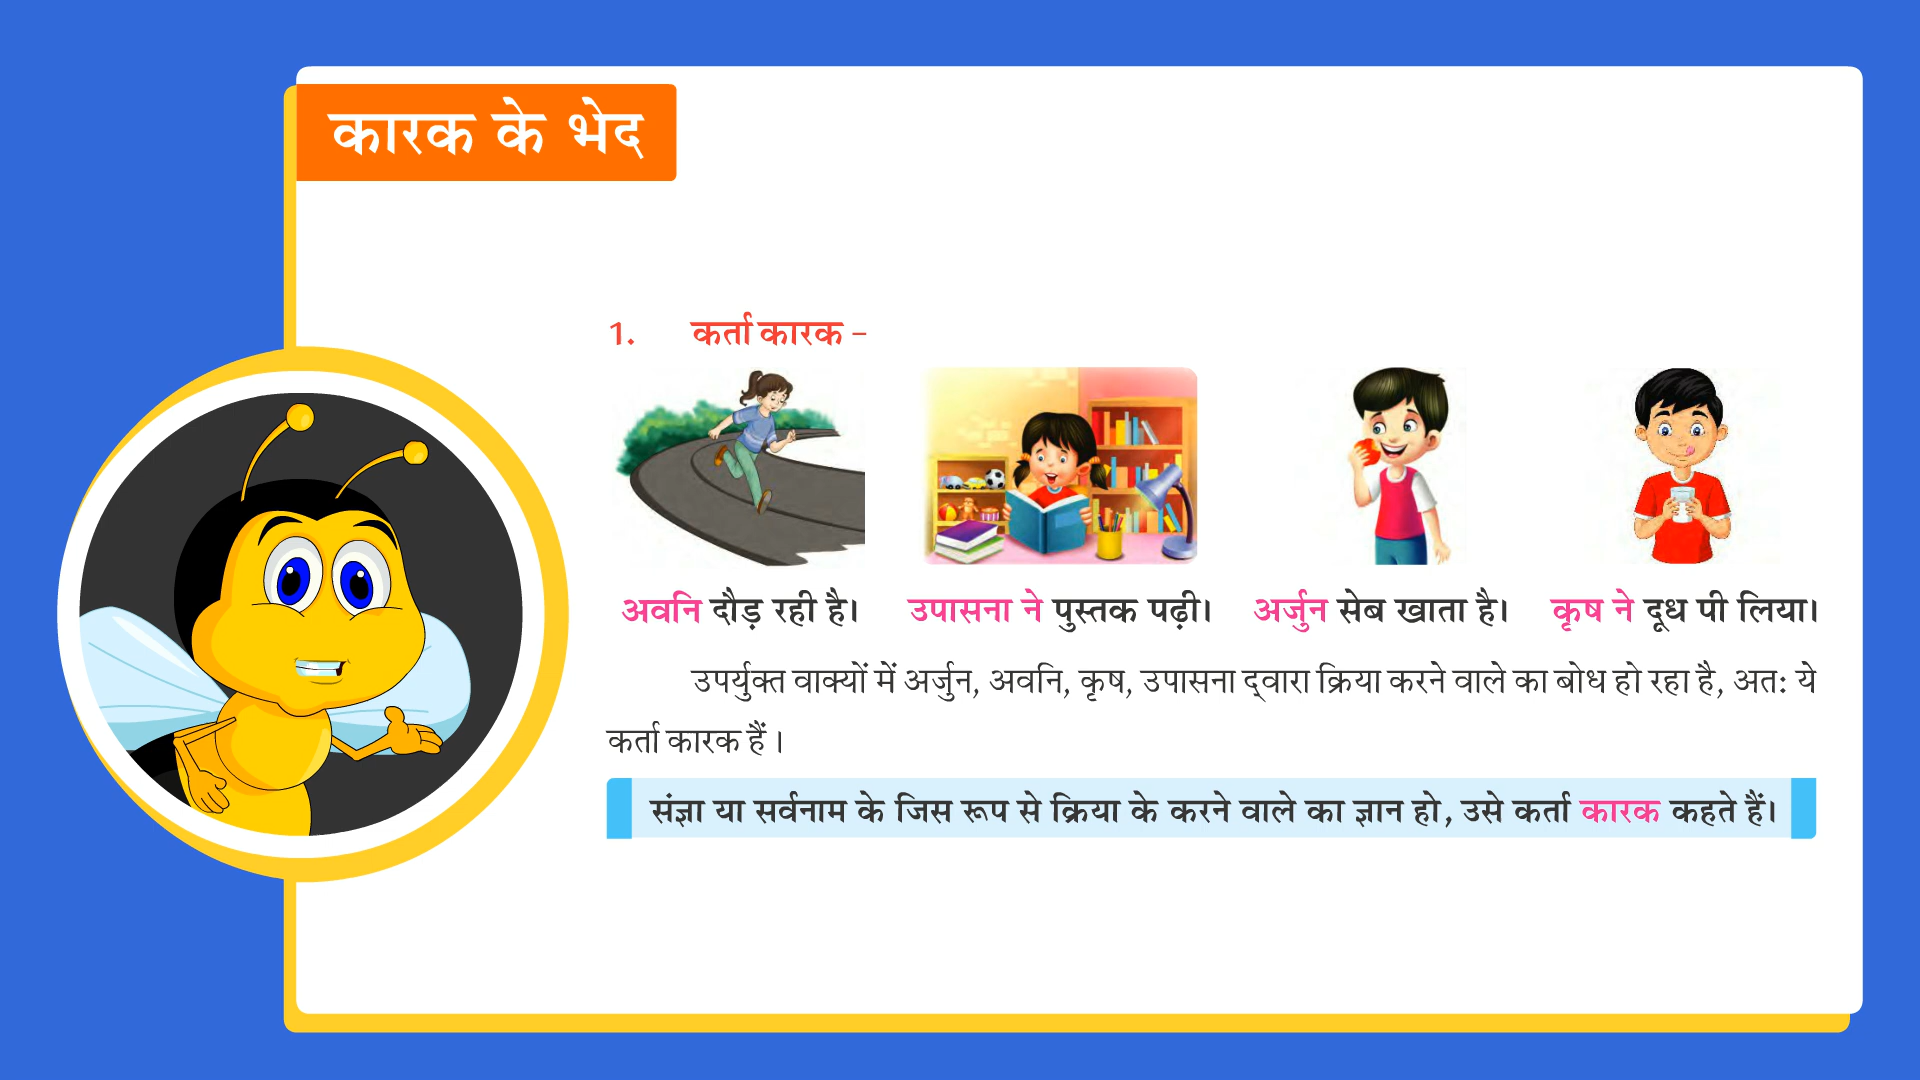 कारक के भेद
1. कर्ता कारक –
अवनि दौड़ रही है। उपासना ने पुस्तक पढ़ी। अर्जुन सेब खाता है। कृष ने दूध पी लिया।
उपर्युक्त वाक्यों में अर्जुन, अवनि, कृष, उपासना द्वारा क्रिया करने वाले का बोध हो रहा है, अतः ये
कर्ता कारक हैं ।
संज्ञा या सर्वनाम के जिस रूप से क्रिया के करने वाले का ज्ञान हो, उसे कर्ता कारक कहते हैं।